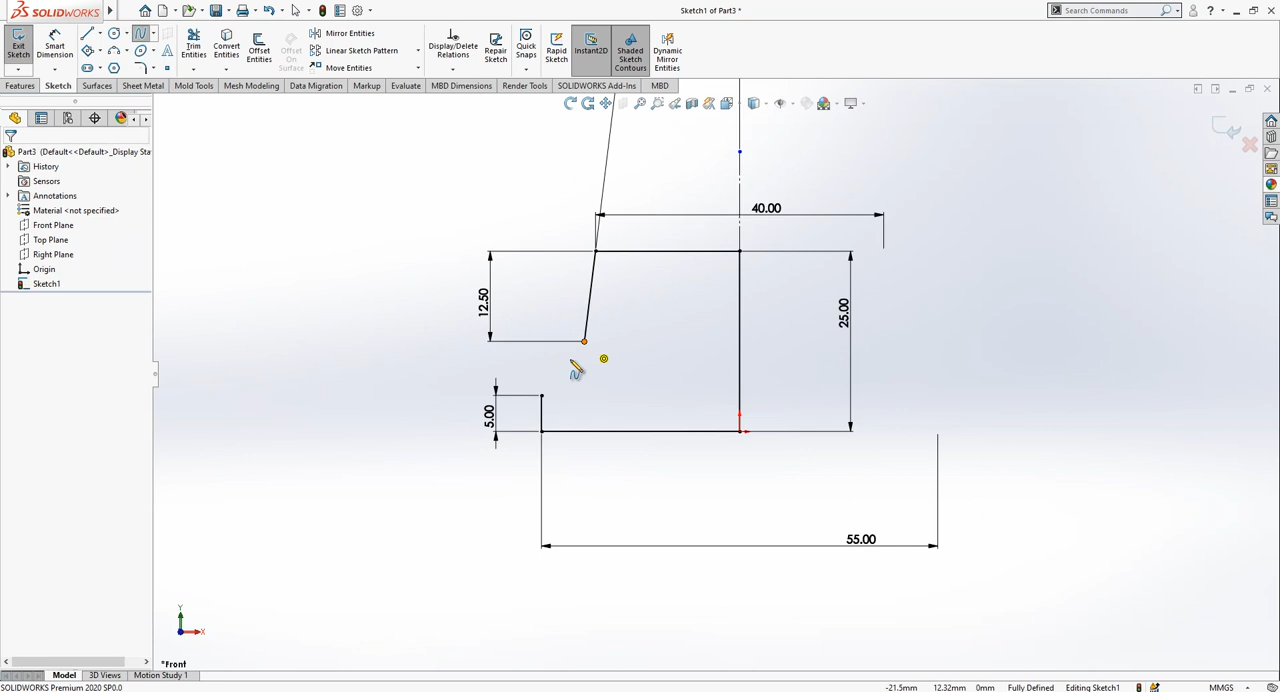 SOLIDWORKS
Sketch1 of Part3 *
Search Commands
Exit Sketch
Smart Dimension
Trim Entities
Convert Entities
Offset Entities
Offset On Surface
Mirror Entities
Linear Sketch Pattern
Move Entities
Display/Delete Relations
Repair Sketch
Quick Snaps
Rapid Sketch
Instant2D
Shaded Sketch Contours
Dynamic Mirror Entities
Features Sketch Surfaces Sheet Metal Mold Tools Mesh Modeling Data Migration Markup Evaluate MBD Dimensions Render Tools SOLIDWORKS Add-Ins MBD
Part3 (Default<<Default>_Display Sta
History
Sensors
Annotations
Material <not specified>
Front Plane
Top Plane
Right Plane
Origin
Sketch1
40.00
12.50
25.00
5.00
55.00
Y
X
*Front
Model 3D Views Motion Study 1
SOLIDWORKS Premium 2020 SP0.0
-21.5mm 12.32mm 0mm Fully Defined Editing Sketch1 MMGS